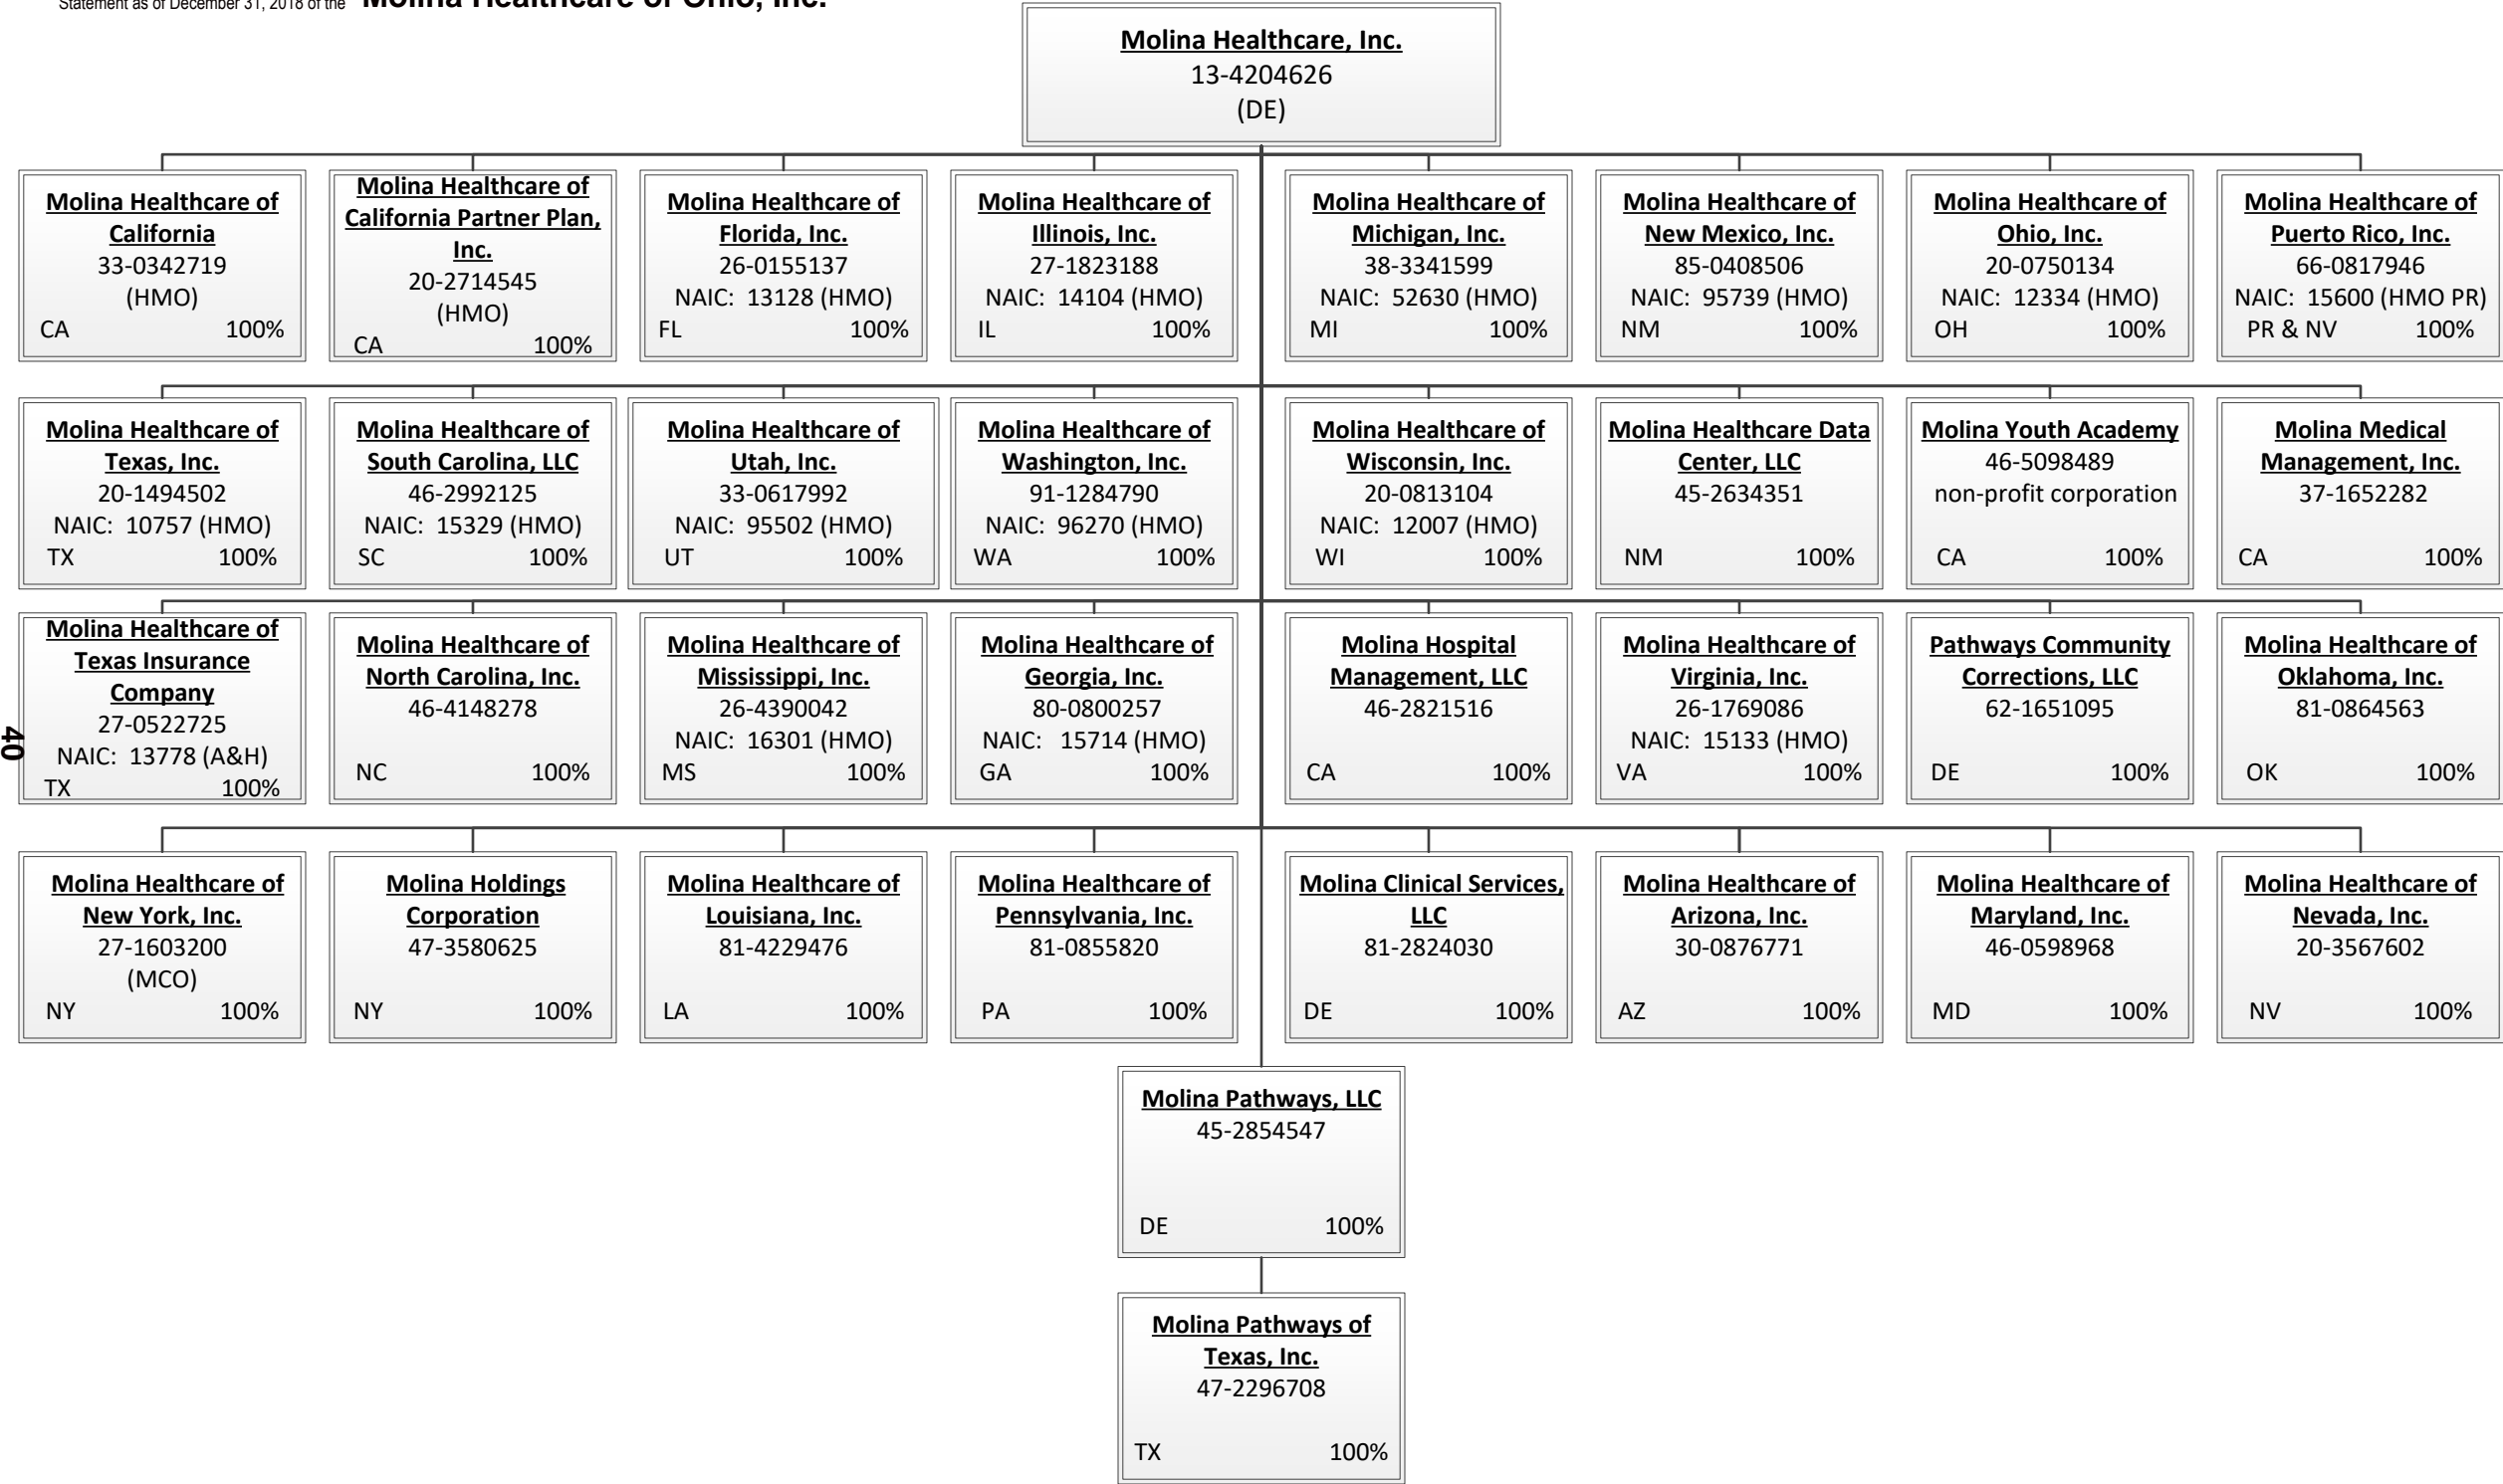 Statement as of December 31, 2018 of the Molina Healthcare of Ohio, Inc.
Molina Healthcare, Inc.
13-4204626
(DE)
Molina Healthcare of
California
33-0342719
(HMO)
CA 100%
Molina Healthcare of
California Partner Plan,
Inc.
20-2714545
(HMO)
CA 100%
Molina Healthcare of
Florida, Inc.
26-0155137
NAIC: 13128 (HMO)
FL 100%
Molina Healthcare of
Illinois, Inc.
27-1823188
NAIC: 14104 (HMO)
IL 100%
Molina Healthcare of
Michigan, Inc.
38-3341599
NAIC: 52630 (HMO)
MI 100%
Molina Healthcare of
New Mexico, Inc.
85-0408506
NAIC: 95739 (HMO)
NM 100%
Molina Healthcare of
Ohio, Inc.
20-0750134
NAIC: 12334 (HMO)
OH 100%
Molina Healthcare of
Puerto Rico, Inc.
66-0817946
NAIC: 15600 (HMO PR)
PR & NV 100%
Molina Healthcare of
Texas, Inc.
20-1494502
NAIC: 10757 (HMO)
TX 100%
Molina Healthcare of
South Carolina, LLC
46-2992125
NAIC: 15329 (HMO)
SC 100%
Molina Healthcare of
Utah, Inc.
33-0617992
NAIC: 95502 (HMO)
UT 100%
Molina Healthcare of
Washington, Inc.
91-1284790
NAIC: 96270 (HMO)
WA 100%
Molina Healthcare of
Wisconsin, Inc.
20-0813104
NAIC: 12007 (HMO)
WI 100%
Molina Healthcare Data
Center, LLC
45-2634351
NM 100%
Molina Youth Academy
46-5098489
non-profit corporation
CA 100%
Molina Medical
Management, Inc.
37-1652282
CA 100%
Molina Healthcare of
Texas Insurance
Company
27-0522725
NAIC: 13778 (A&H)
TX 100%
Molina Healthcare of
North Carolina, Inc.
46-4148278
NC 100%
Molina Healthcare of
Mississippi, Inc.
26-4390042
NAIC: 16301 (HMO)
MS 100%
Molina Healthcare of
Georgia, Inc.
80-0800257
NAIC: 15714 (HMO)
GA 100%
Molina Hospital
Management, LLC
46-2821516
CA 100%
Molina Healthcare of
Virginia, Inc.
26-1769086
NAIC: 15133 (HMO)
VA 100%
Pathways Community
Corrections, LLC
62-1651095
DE 100%
Molina Healthcare of
Oklahoma, Inc.
81-0864563
OK 100%
40
Molina Healthcare of
New York, Inc.
27-1603200
(MCO)
NY 100%
Molina Holdings
Corporation
47-3580625
NY 100%
Molina Healthcare of
Louisiana, Inc.
81-4229476
LA 100%
Molina Healthcare of
Pennsylvania, Inc.
81-0855820
PA 100%
Molina Clinical Services,
LLC
81-2824030
DE 100%
Molina Healthcare of
Arizona, Inc.
30-0876771
AZ 100%
Molina Healthcare of
Maryland, Inc.
46-0598968
MD 100%
Molina Healthcare of
Nevada, Inc.
20-3567602
NV 100%
Molina Pathways, LLC
45-2854547
DE 100%
Molina Pathways of
Texas, Inc.
47-2296708
TX 100%